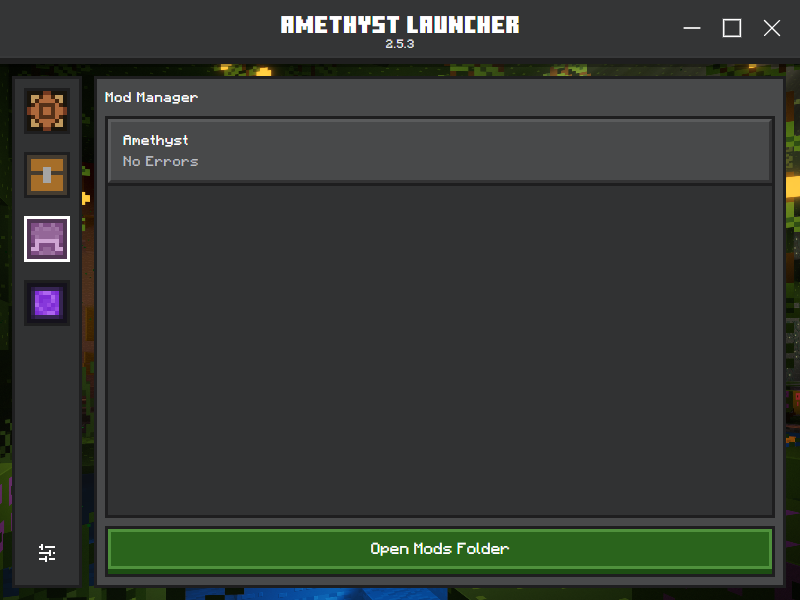 AMETHYST LAUNCHER
2.5.3
Mod Manager
Amethyst
No Errors
Open Mods Folder